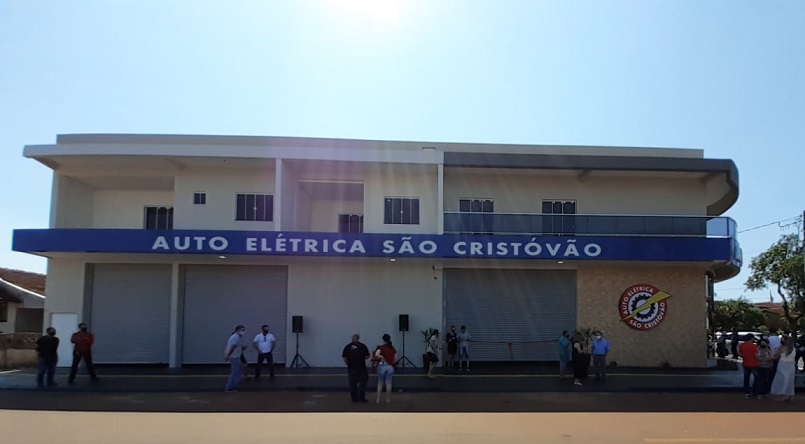 AUTO ELÉTRICA SÃO CRISTÓVÃO
AUTO ELÉTRICA
SÃO CRISTÓVÃO